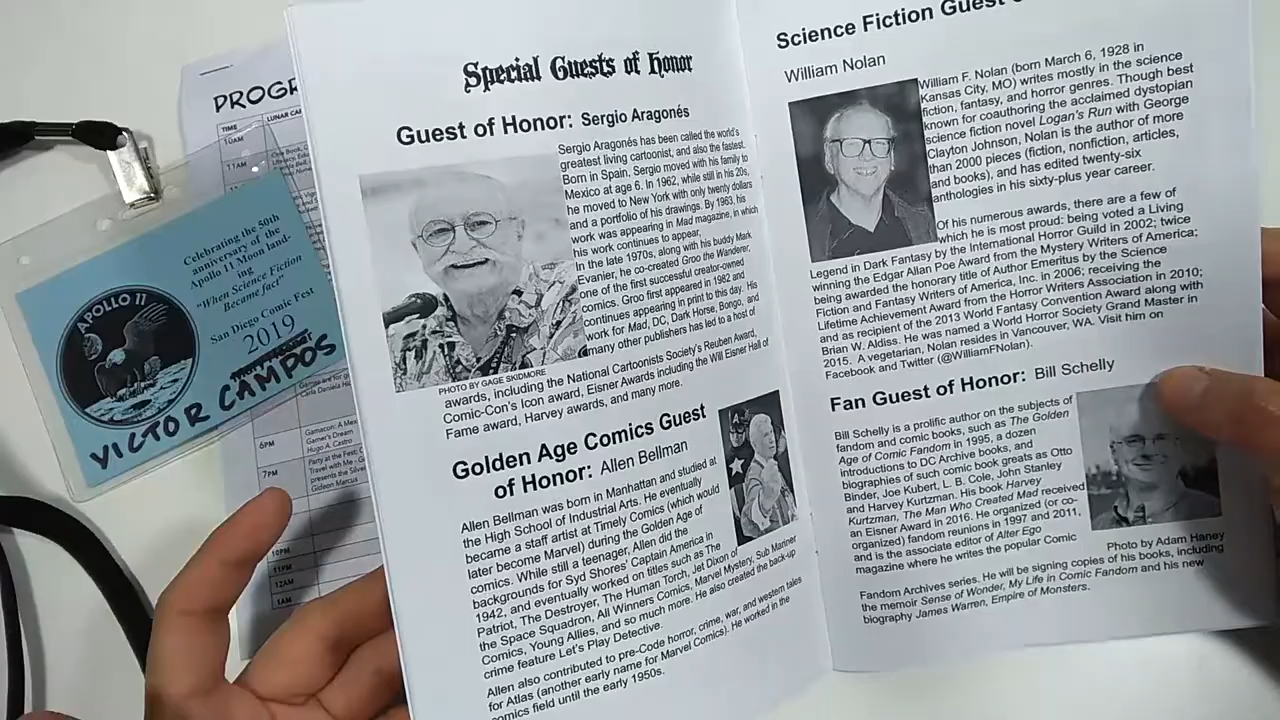 PROGR
TIME
LUNAR CA
10AM
11AM
6PM
Gamacon: A Mex
Gamer's Dream
Hugo A. Castro
7PM
Party at the Fest:
Travel with Me - G
presents the Silver
Gideon Marcus
10PM
11PM
12AM
1AM
Celebrating the 50th
anniversary of the
Apollo 11 Moon land-
ing
"When Science Fiction
Became fact"
San Diego Comic Fest
2019
APOLLO 11
VICTOR CAMPOS
Special Guests of Honor
Guest of Honor: Sergio Aragonés
Sergio Aragonés has been called the world's
greatest living cartoonist, and also the fastest.
Born in Spain, Sergio moved with his family to
Mexico at age 6. In 1962, while still in his 20s,
he moved to New York with only twenty dollars
and a portfolio of his drawings. By 1963, his
work was appearing in Mad magazine, in which
his work continues to appear.
In the late 1970s, along with his buddy Mark
Evanier, he co-created Groo the Wanderer,
one of the first successful creator-owned
comics. Groo first appeared in 1982 and
continues appearing in print to this day. His
work for Mad, DC, Dark Horse, Bongo, and
many other publishers has led to a host of
PHOTO BY GAGE SKIDMORE
awards, including the National Cartoonists Society's Reuben Award,
Comic-Con's Icon award, Eisner Awards including the Will Eisner Hall of
Fame award, Harvey awards, and many more.
Golden Age Comics Guest
of Honor: Allen Bellman
Allen Bellman was born in Manhattan and studied at
the High School of Industrial Arts. He eventually
became a staff artist at Timely Comics (which would
later become Marvel) during the Golden Age of
comics. While still a teenager, Allen did the
backgrounds for Syd Shores' Captain America in
1942, and eventually worked on titles such as The
Patriot, The Destroyer, The Human Torch, Jet Dixon of
the Space Squadron, All Winners Comics, Marvel Mystery, Sub Mariner
Comics, Young Allies, and so much more. He also created the back-up
crime feature Let's Play Detective.
Allen also contributed to pre-Code horror, crime, war, and western tales
for Atlas (another early name for Marvel Comics). He worked in the
comics field until the early 1950s.
Science Fiction Guest
William Nolan
William F. Nolan (born March 6, 1928 in
Kansas City, MO) writes mostly in the science
fiction, fantasy, and horror genres. Though best
known for coauthoring the acclaimed dystopian
science fiction novel Logan's Run with George
Clayton Johnson, Nolan is the author of more
than 2000 pieces (fiction, nonfiction, articles,
and books), and has edited twenty-six
anthologies in his sixty-plus year career.
Of his numerous awards, there are a few of
which he is most proud: being voted a Living
Legend in Dark Fantasy by the International Horror Guild in 2002; twice
winning the Edgar Allan Poe Award from the Mystery Writers of America;
being awarded the honorary title of Author Emeritus by the Science
Fiction and Fantasy Writers of America, Inc. in 2006; receiving the
Lifetime Achievement Award from the Horror Writers Association in 2010;
and as recipient of the 2013 World Fantasy Convention Award along with
Brian W. Aldiss. He was named a World Horror Society Grand Master in
2015. A vegetarian, Nolan resides in Vancouver, WA. Visit him on
Facebook and Twitter (@WilliamFNolan).
Fan Guest of Honor: Bill Schelly
Bill Schelly is a prolific author on the subjects of
fandom and comic books, such as The Golden
Age of Comic Fandom in 1995, a dozen
introductions to DC Archive books, and
biographies of such comic book greats as Otto
Binder, Joe Kubert, L. B. Cole, John Stanley
and Harvey Kurtzman. His book Harvey
Kurtzman, The Man Who Created Mad received
an Eisner Award in 2016. He organized (or co-
organized) fandom reunions in 1997 and 2011,
and is the associate editor of Alter Ego
magazine where he writes the popular Comic
Photo by Adam Haney
Fandom Archives series. He will be signing copies of his books, including
the memoir Sense of Wonder, My Life in Comic Fandom and his new
biography James Warren, Empire of Monsters.